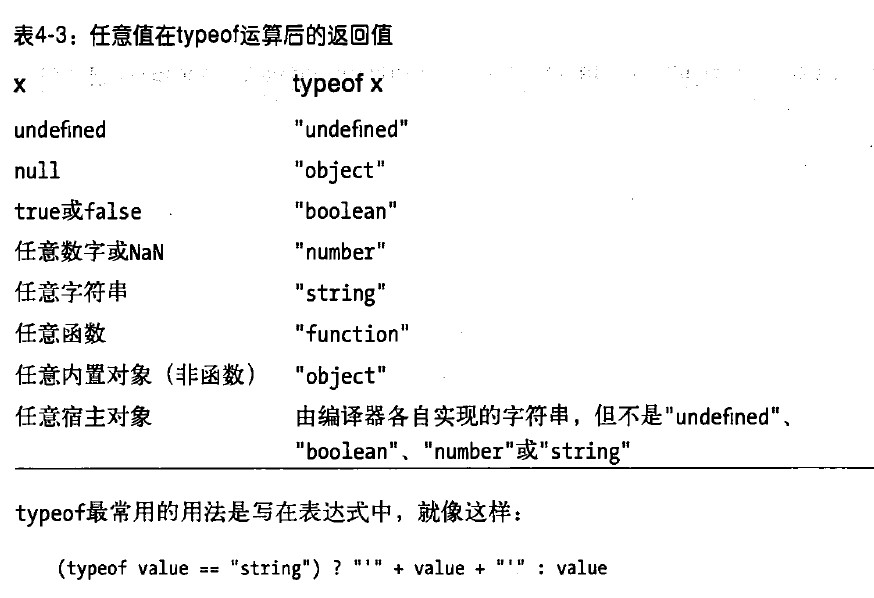 表4-3：任意值在typeof运算后的返回值
x typeof x
undefined "undefined"
null "object"
true或false "boolean"
任意数字或NaN "number"
任意字符串 "string"
任意函数 "function"
任意内置对象（非函数） "object"
任意宿主对象 由编译器各自实现的字符串，但不是"undefined"、
"boolean"、"number"或"string"
typeof最常用的用法是写在表达式中，就像这样：
(typeof value == "string") ? "'" + value + "'" : value